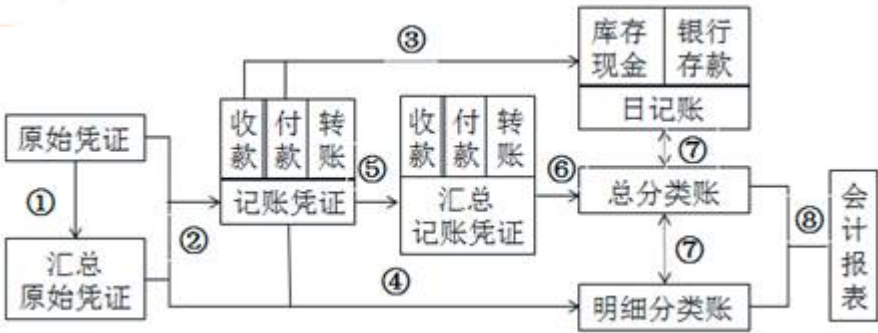 ③
库存 银行
现金 存款
日记账
收款 付款 转账
收款 付款 转账
原始凭证
⑦
⑤
⑥
①
记账凭证
汇总
记账凭证
总分类账
会计报表
②
⑧
汇总
原始凭证
④
⑦
明细分类账